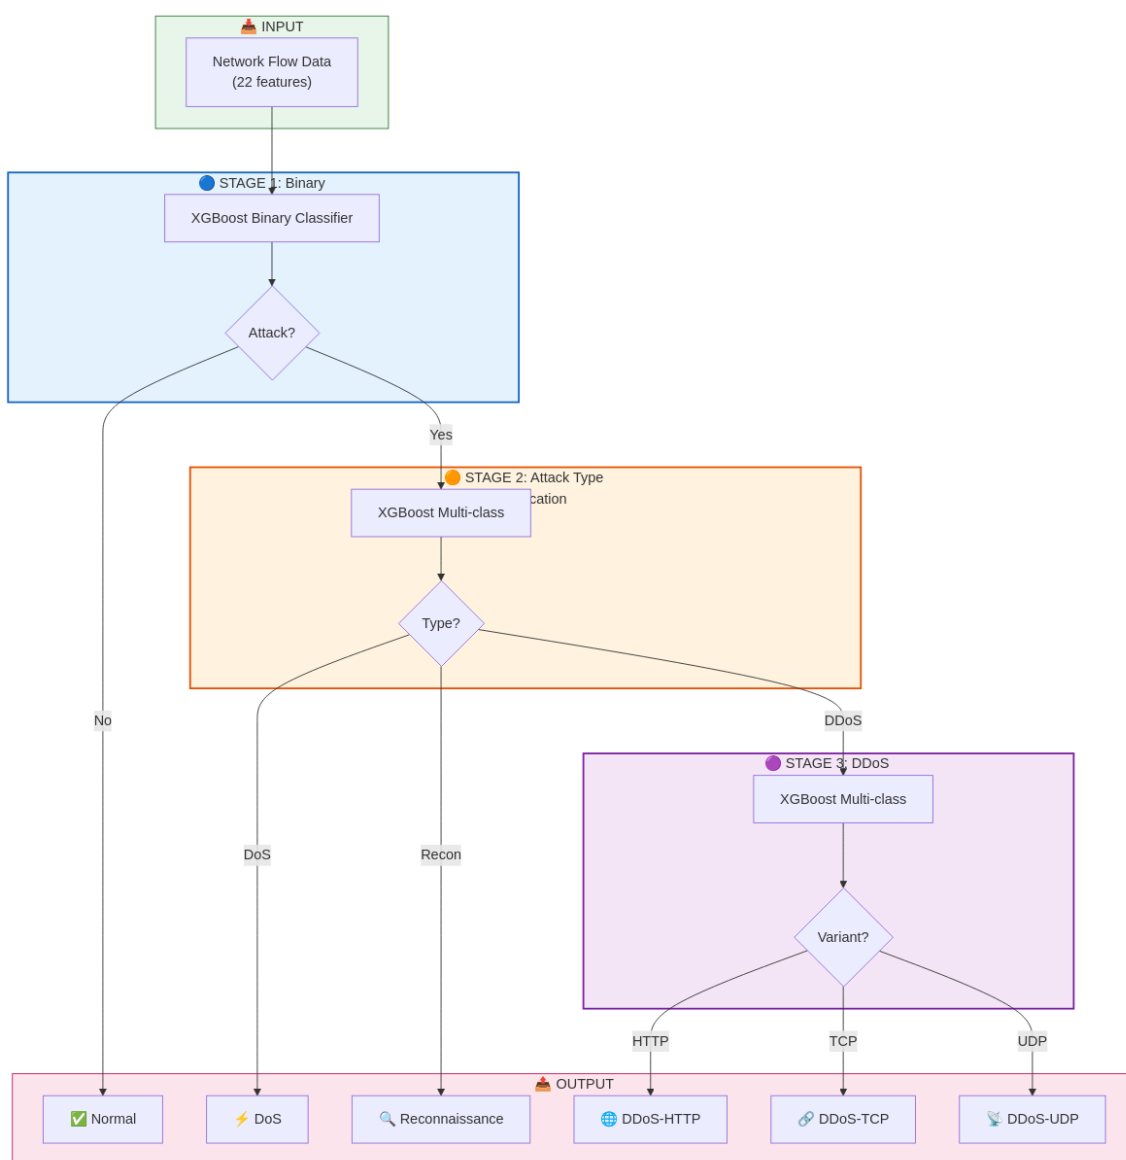 📥 INPUT
Network Flow Data
(22 features)
🔵 STAGE 1: Binary
XGBoost Binary Classifier
Attack?
Yes
🟠 STAGE 2: Attack Type
cation
XGBoost Multi-class
Type?
No
DDoS
🟣 STAGE 3: DDoS
XGBoost Multi-class
DoS
Recon
Variant?
HTTP
TCP
UDP
📤 OUTPUT
✅ Normal
⚡ DoS
🔍 Reconnaissance
🌐 DDoS-HTTP
🔗 DDoS-TCP
📡 DDoS-UDP